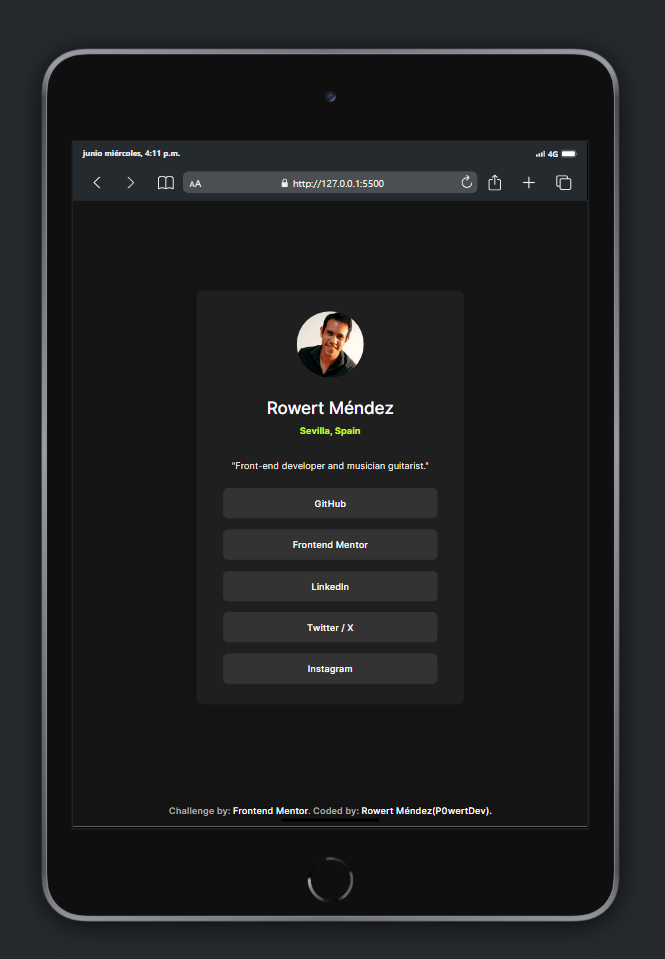 junio miércoles, 4:11 p.m.
4G
AA
http://127.0.0.1:5500
Rowert Méndez
Sevilla, Spain
"Front-end developer and musician guitarist."
GitHub
Frontend Mentor
LinkedIn
Twitter / X
Instagram
Challenge by: Frontend Mentor. Coded by: Rowert Méndez(P0wertDev).